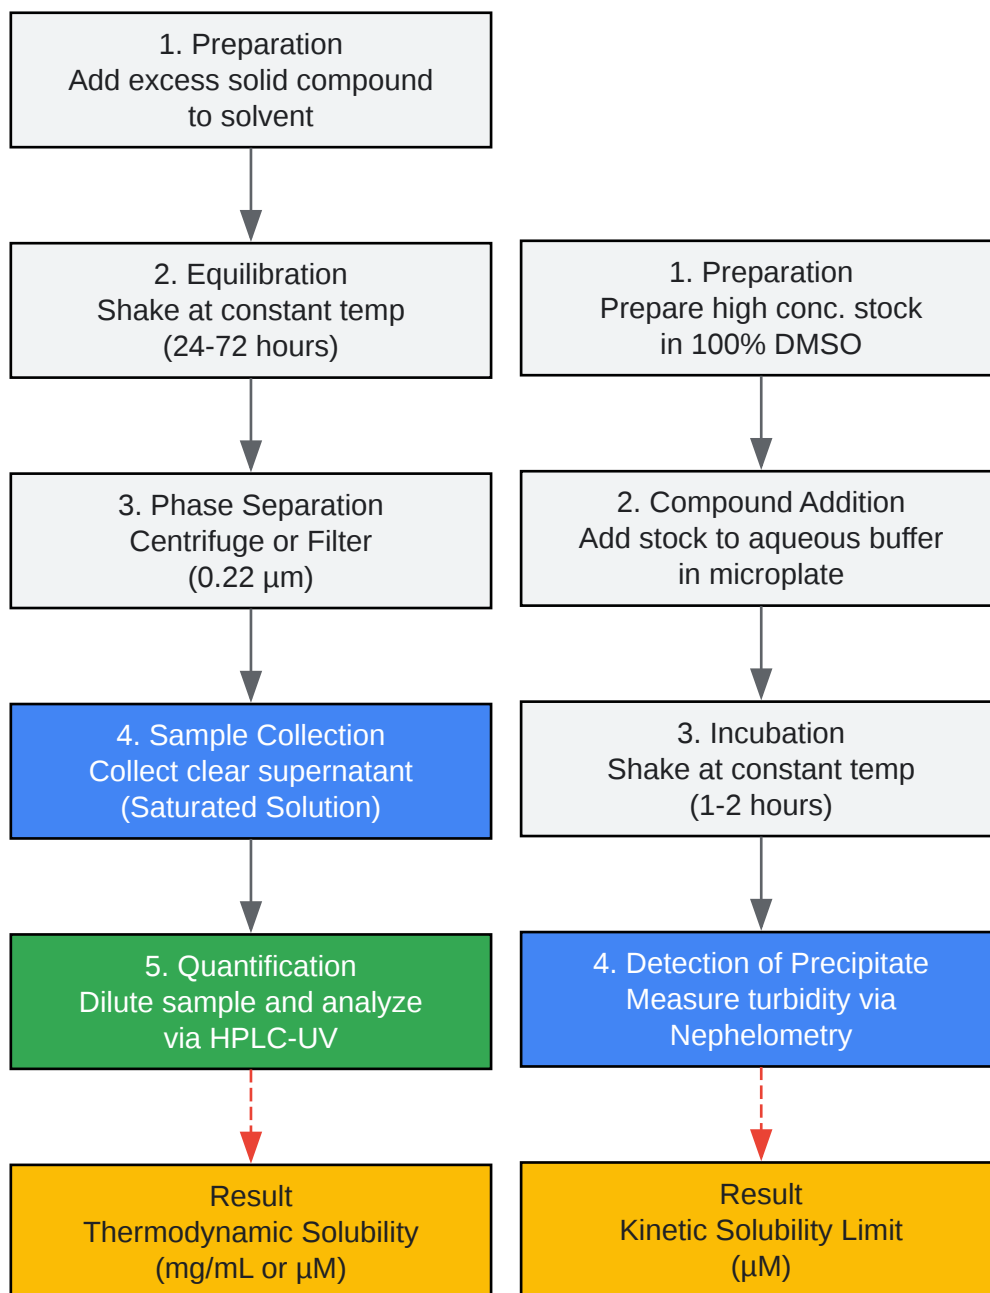 1. Preparation
Add excess solid compound
to solvent
2. Equilibration
Shake at constant temp
(24-72 hours)
3. Phase Separation
Centrifuge or Filter
(0.22 µm)
4. Sample Collection
Collect clear supernatant
(Saturated Solution)
5. Quantification
Dilute sample and analyze
via HPLC-UV
Result
Thermodynamic Solubility
(mg/mL or µM)
1. Preparation
Prepare high conc. stock
in 100% DMSO
2. Compound Addition
Add stock to aqueous buffer
in microplate
3. Incubation
Shake at constant temp
(1-2 hours)
4. Detection of Precipitate
Measure turbidity via
Nephelometry
Result
Kinetic Solubility Limit
(µM)